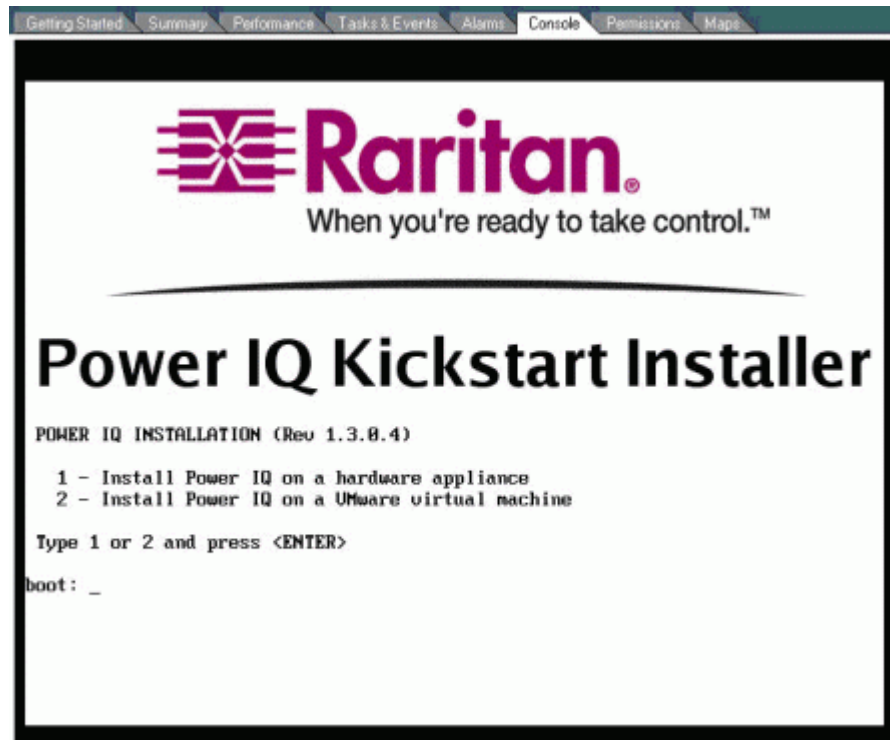 Getting Started Summary Performance Tasks & Events Alarms Console Permissions Maps
Raritan®
When you're ready to take control.™
Power IQ Kickstart Installer
POWER IQ INSTALLATION (Rev 1.3.0.4)
1 - Install Power IQ on a hardware appliance
2 - Install Power IQ on a VMware virtual machine
Type 1 or 2 and press <ENTER>
boot: _